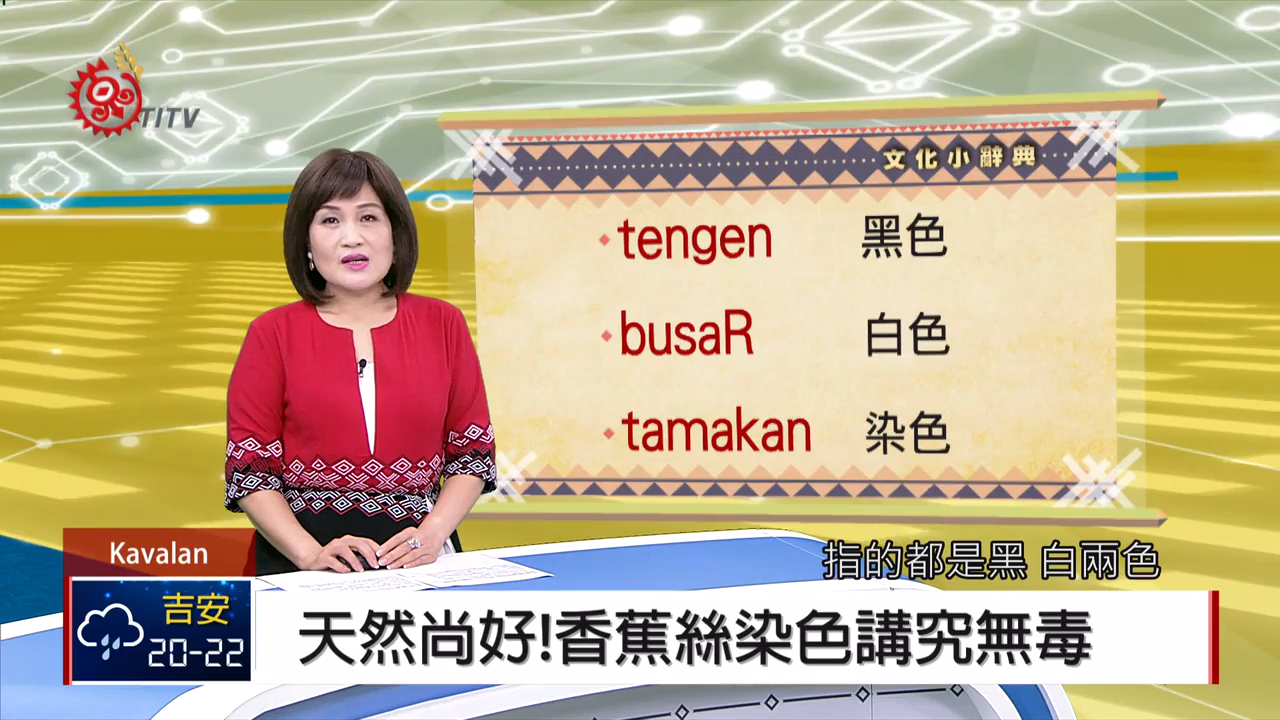 TITV
文化小辭典
tengen 黑色
busaR 白色
tamakan 染色
Kavalan
指的都是黑 白兩色
吉安
20-22
天然尚好!香蕉絲染色講究無毒